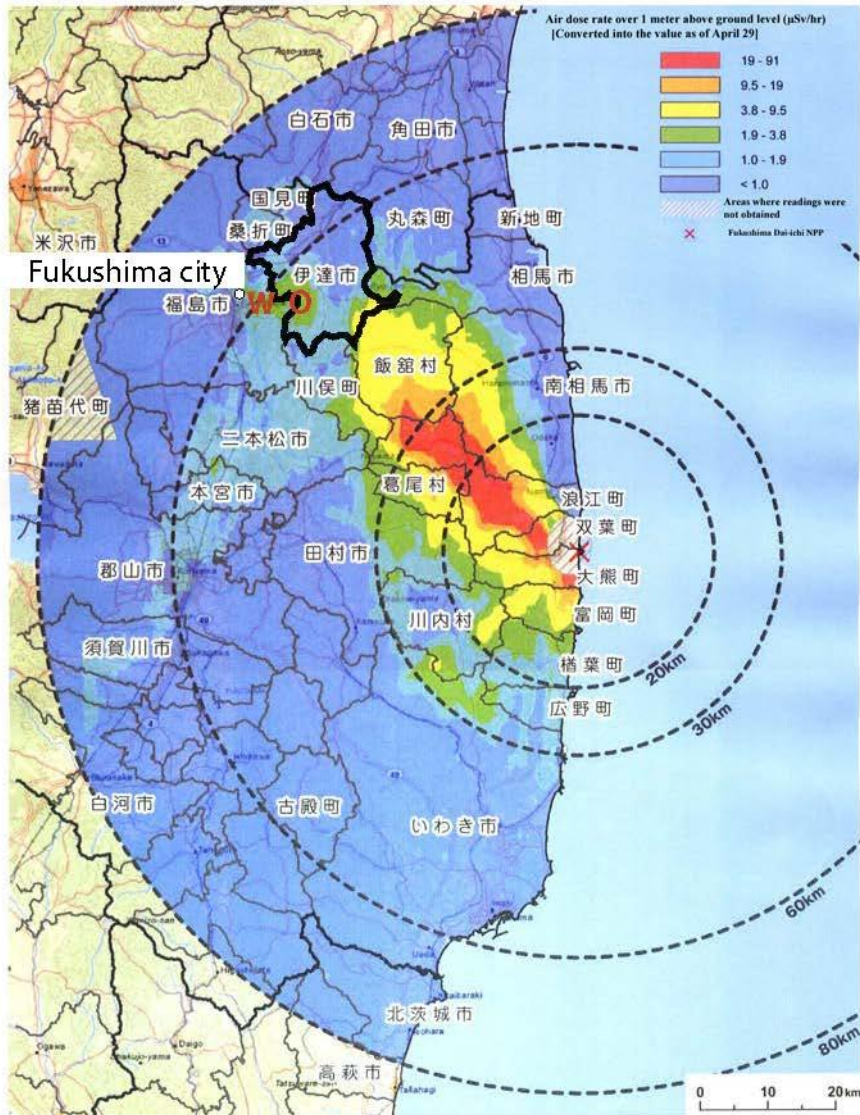 Air dose rate over 1 meter above ground level (μSv/hr)
[Converted into the value as of April 29]
19 - 91
9.5 - 19
3.8 - 9.5
1.9 - 3.8
1.0 - 1.9
< 1.0
Areas where readings were
not obtained
Fukushima Dai-ichi NPP
白石市
角田市
国見町
丸森町
新地町
桑折町
米沢市
13
伊達市
相馬市
Fukushima city
福島市
W O
飯舘村
川俣町
南相馬市
猪苗代町
二本松市
Odaka
葛尾村
本宮市
浪江町
双葉町
田村市
郡山市
大熊町
川内村
富岡町
49
須賀川市
楢葉町
20km
広野町
30km
4
49
白河市
古殿町
いわき市
60km
北茨城市
80km
Ogawa
Daigo
高萩市
0 10 20km